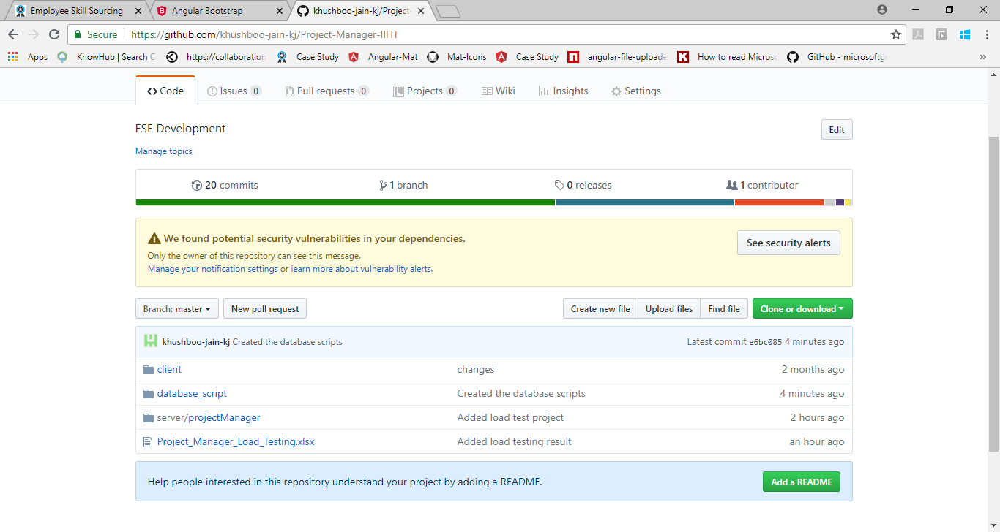 Employee Skill Sourcing
Angular Bootstrap
khushboo-jain-kj/Project-
Secure
https://github.com/khushboo-jain-kj/Project-Manager-IIHT
Apps
KnowHub | Search C
https://collaboration
Case Study
Angular-Mat
Mat-Icons
Case Study
angular-file-uploade
How to read Microso
GitHub - microsoftgr
»
Code
Issues 0
Pull requests 0
Projects 0
Wiki
Insights
Settings
FSE Development
Edit
Manage topics
20 commits
1 branch
0 releases
1 contributor
We found potential security vulnerabilities in your dependencies.
Only the owner of this repository can see this message.
Manage your notification settings or learn more about vulnerability alerts.
See security alerts
Branch: master
New pull request
Create new file
Upload files
Find file
Clone or download
khushboo-jain-kj Created the database scripts
Latest commit e6bc085 4 minutes ago
client
changes
2 months ago
database_script
Created the database scripts
4 minutes ago
server/projectManager
Added load test project
2 hours ago
Project_Manager_Load_Testing.xlsx
Added load testing result
an hour ago
Help people interested in this repository understand your project by adding a README.
Add a README